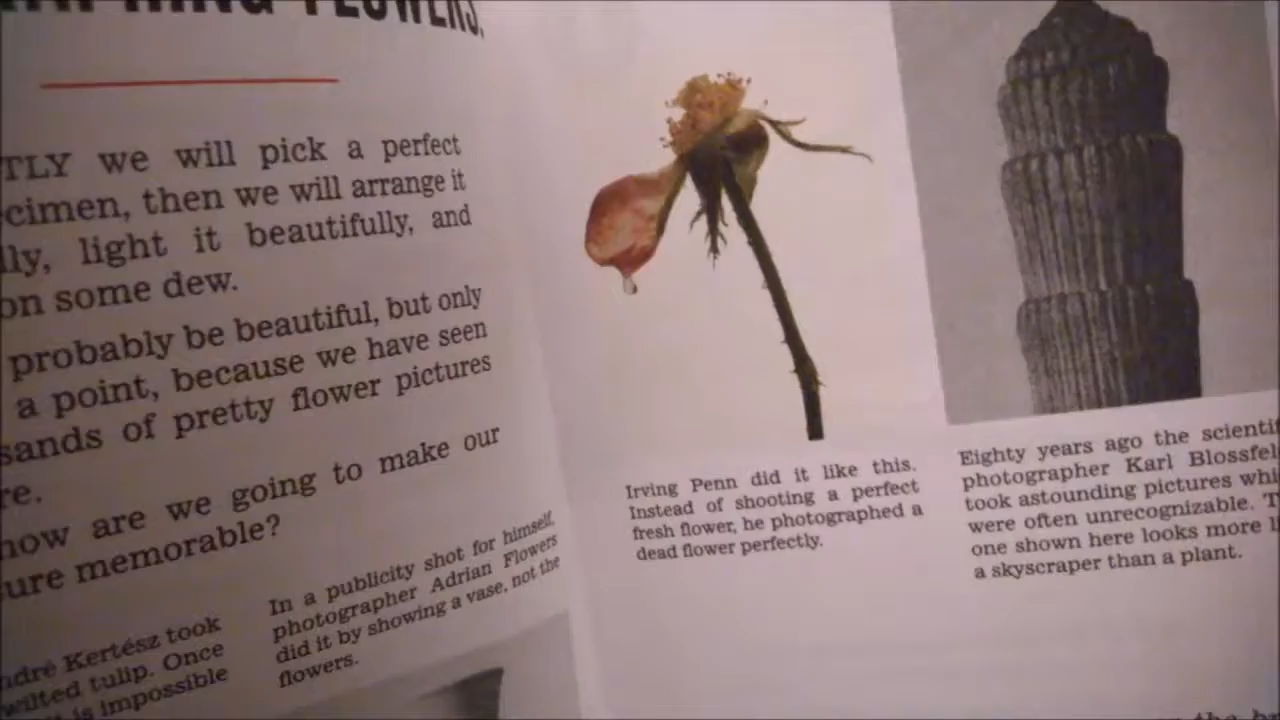 FLOWERS.
TLY we will pick a perfect
cimen, then we will arrange it
lly, light it beautifully, and
on some dew.
probably be beautiful, but only
a point, because we have seen
sands of pretty flower pictures
re.
how are we going to make our
ure memorable?
ndré Kertész took
wilted tulip. Once
is impossible
In a publicity shot for himself,
photographer Adrian Flowers
did it by showing a vase, not the
flowers.
Irving Penn did it like this.
Instead of shooting a perfect
fresh flower, he photographed a
dead flower perfectly.
Eighty years ago the scientif
photographer Karl Blossfel
took astounding pictures whi
were often unrecognizable. T
one shown here looks more l
a skyscraper than a plant.